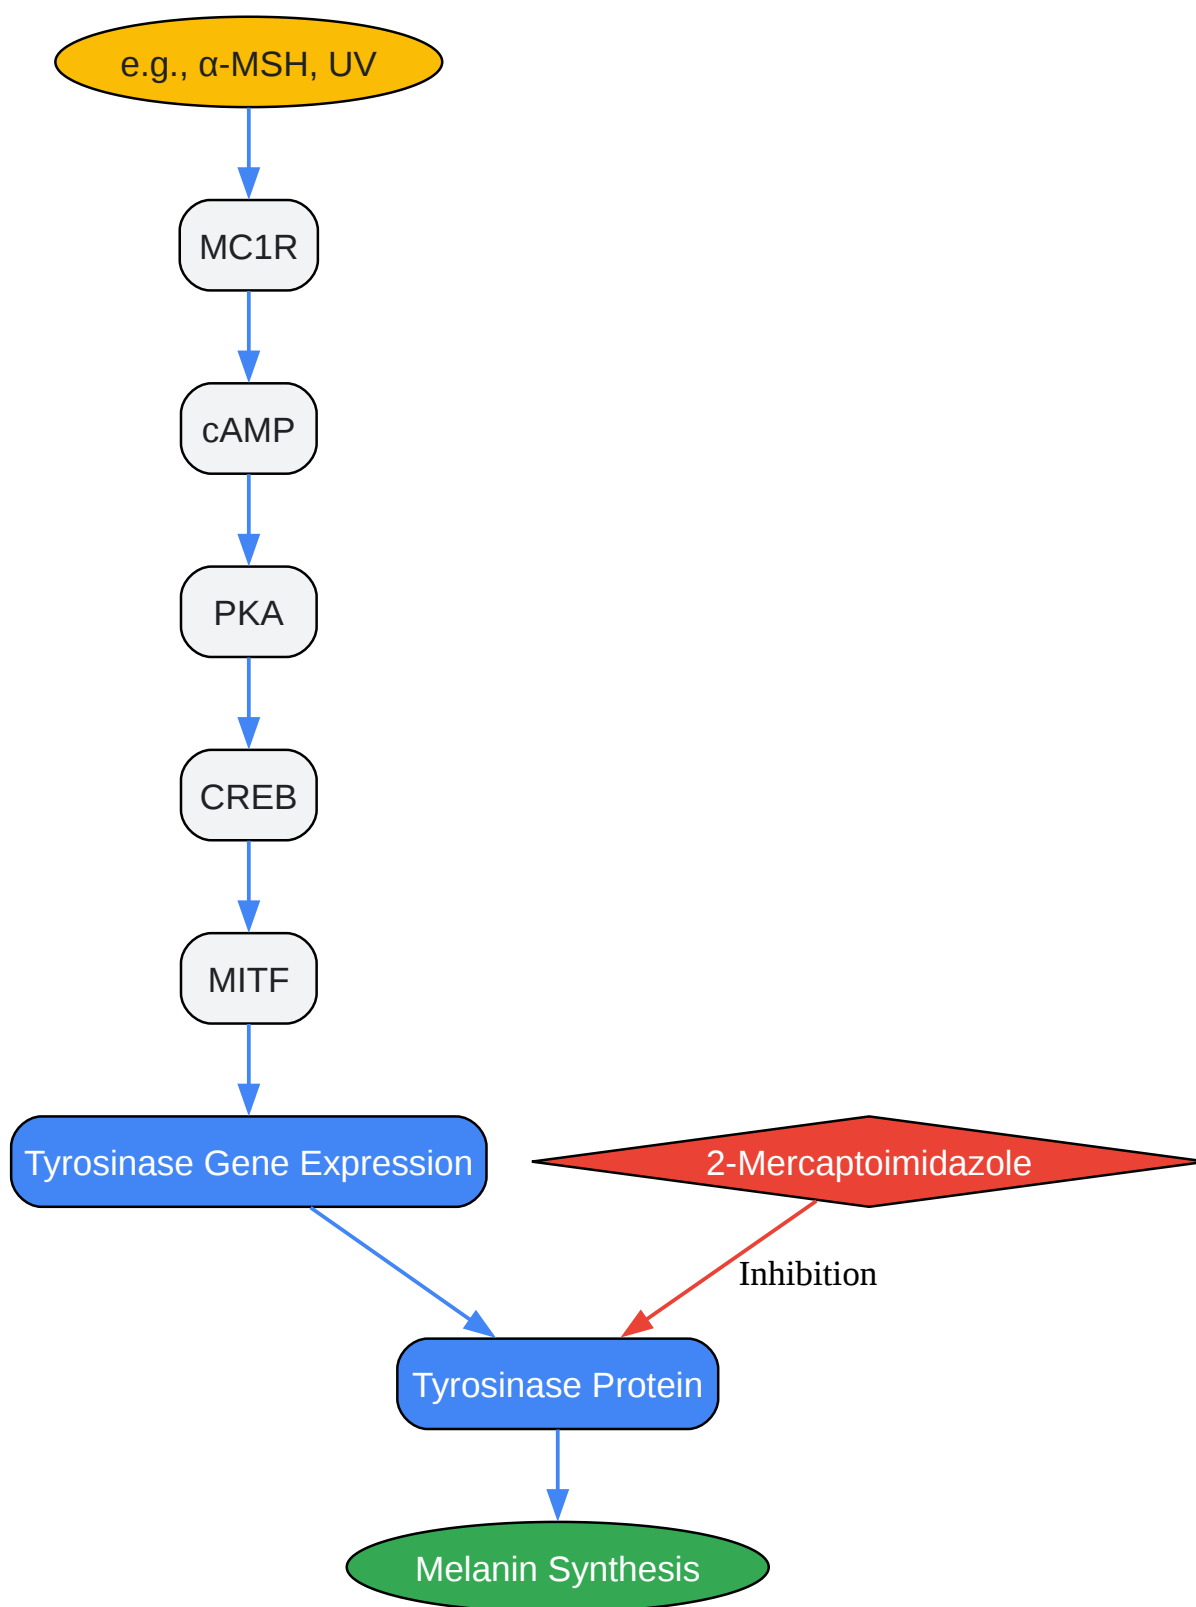 e.g., α-MSH, UV
MC1R
cAMP
PKA
CREB
MITF
Tyrosinase Gene Expression
2-Mercaptoimidazole
Inhibition
Tyrosinase Protein
Melanin Synthesis